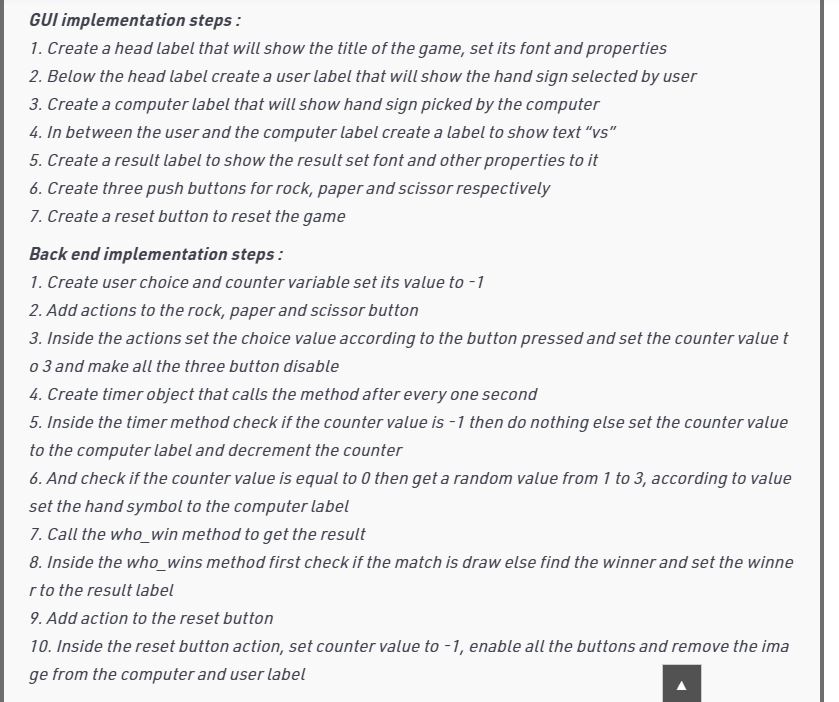 GUI implementation steps :
1. Create a head label that will show the title of the game, set its font and properties
2. Below the head label create a user label that will show the hand sign selected by user
3. Create a computer label that will show hand sign picked by the computer
4. In between the user and the computer label create a label to show text “vs”
5. Create a result label to show the result set font and other properties to it
6. Create three push buttons for rock, paper and scissor respectively
7. Create a reset button to reset the game
Back end implementation steps :
1. Create user choice and counter variable set its value to -1
2. Add actions to the rock, paper and scissor button
3. Inside the actions set the choice value according to the button pressed and set the counter value t
o 3 and make all the three button disable
4. Create timer object that calls the method after every one second
5. Inside the timer method check if the counter value is -1 then do nothing else set the counter value
to the computer label and decrement the counter
6. And check if the counter value is equal to 0 then get a random value from 1 to 3, according to value
set the hand symbol to the computer label
7. Call the who_win method to get the result
8. Inside the who_wins method first check if the match is draw else find the winner and set the winne
r to the result label
9. Add action to the reset button
10. Inside the reset button action, set counter value to -1, enable all the buttons and remove the ima
ge from the computer and user label